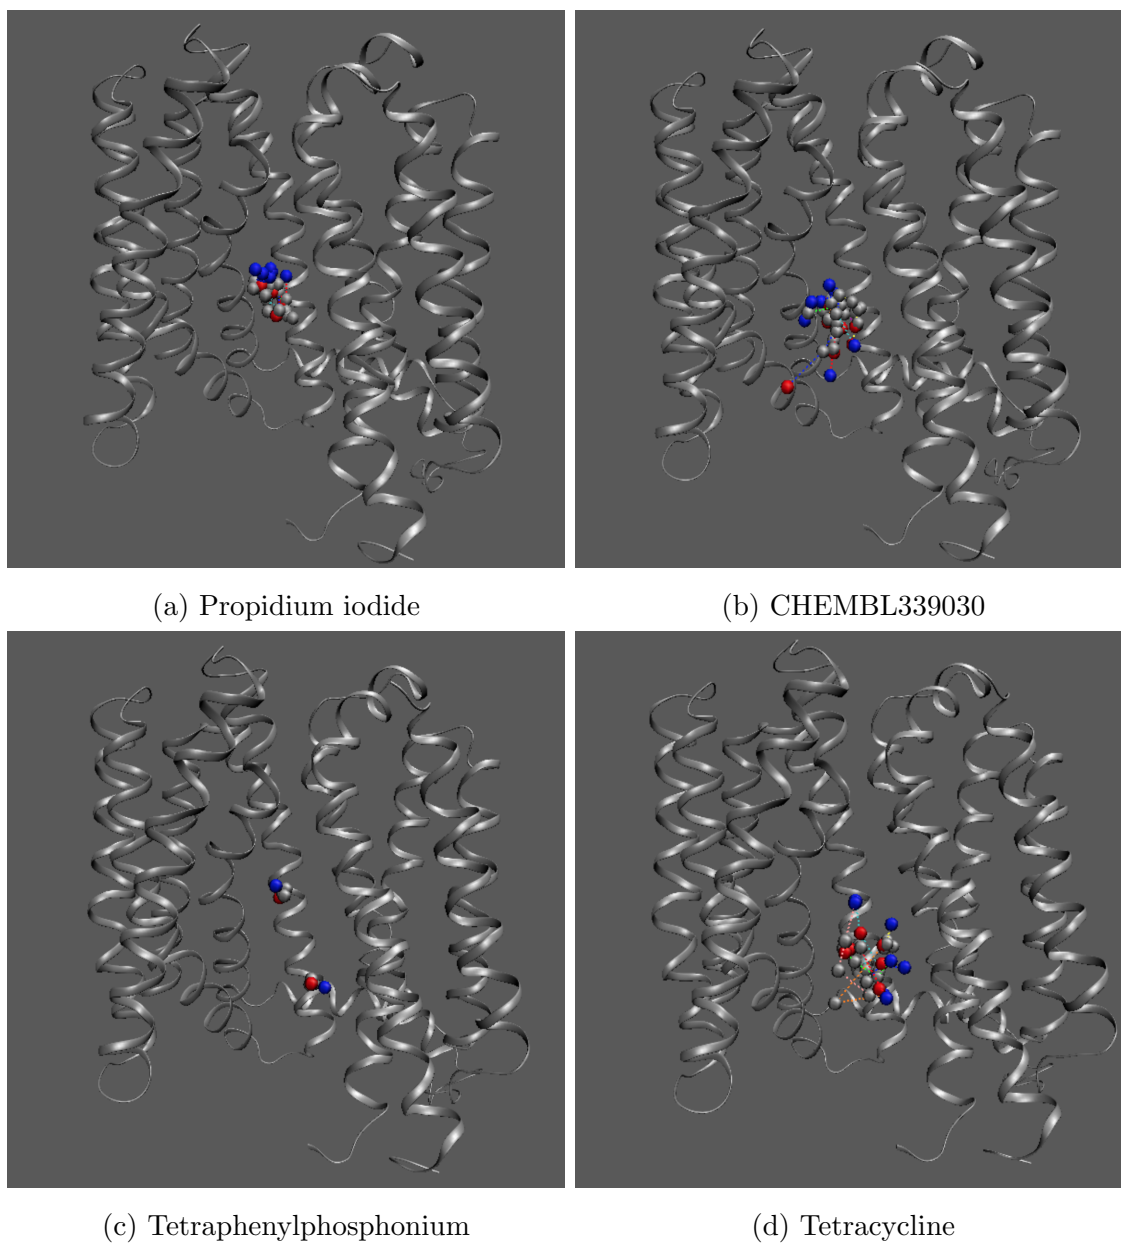 (a) Propidium iodide
(b) CHEMBL339030
(c) Tetraphenylphosphonium
(d) Tetracycline